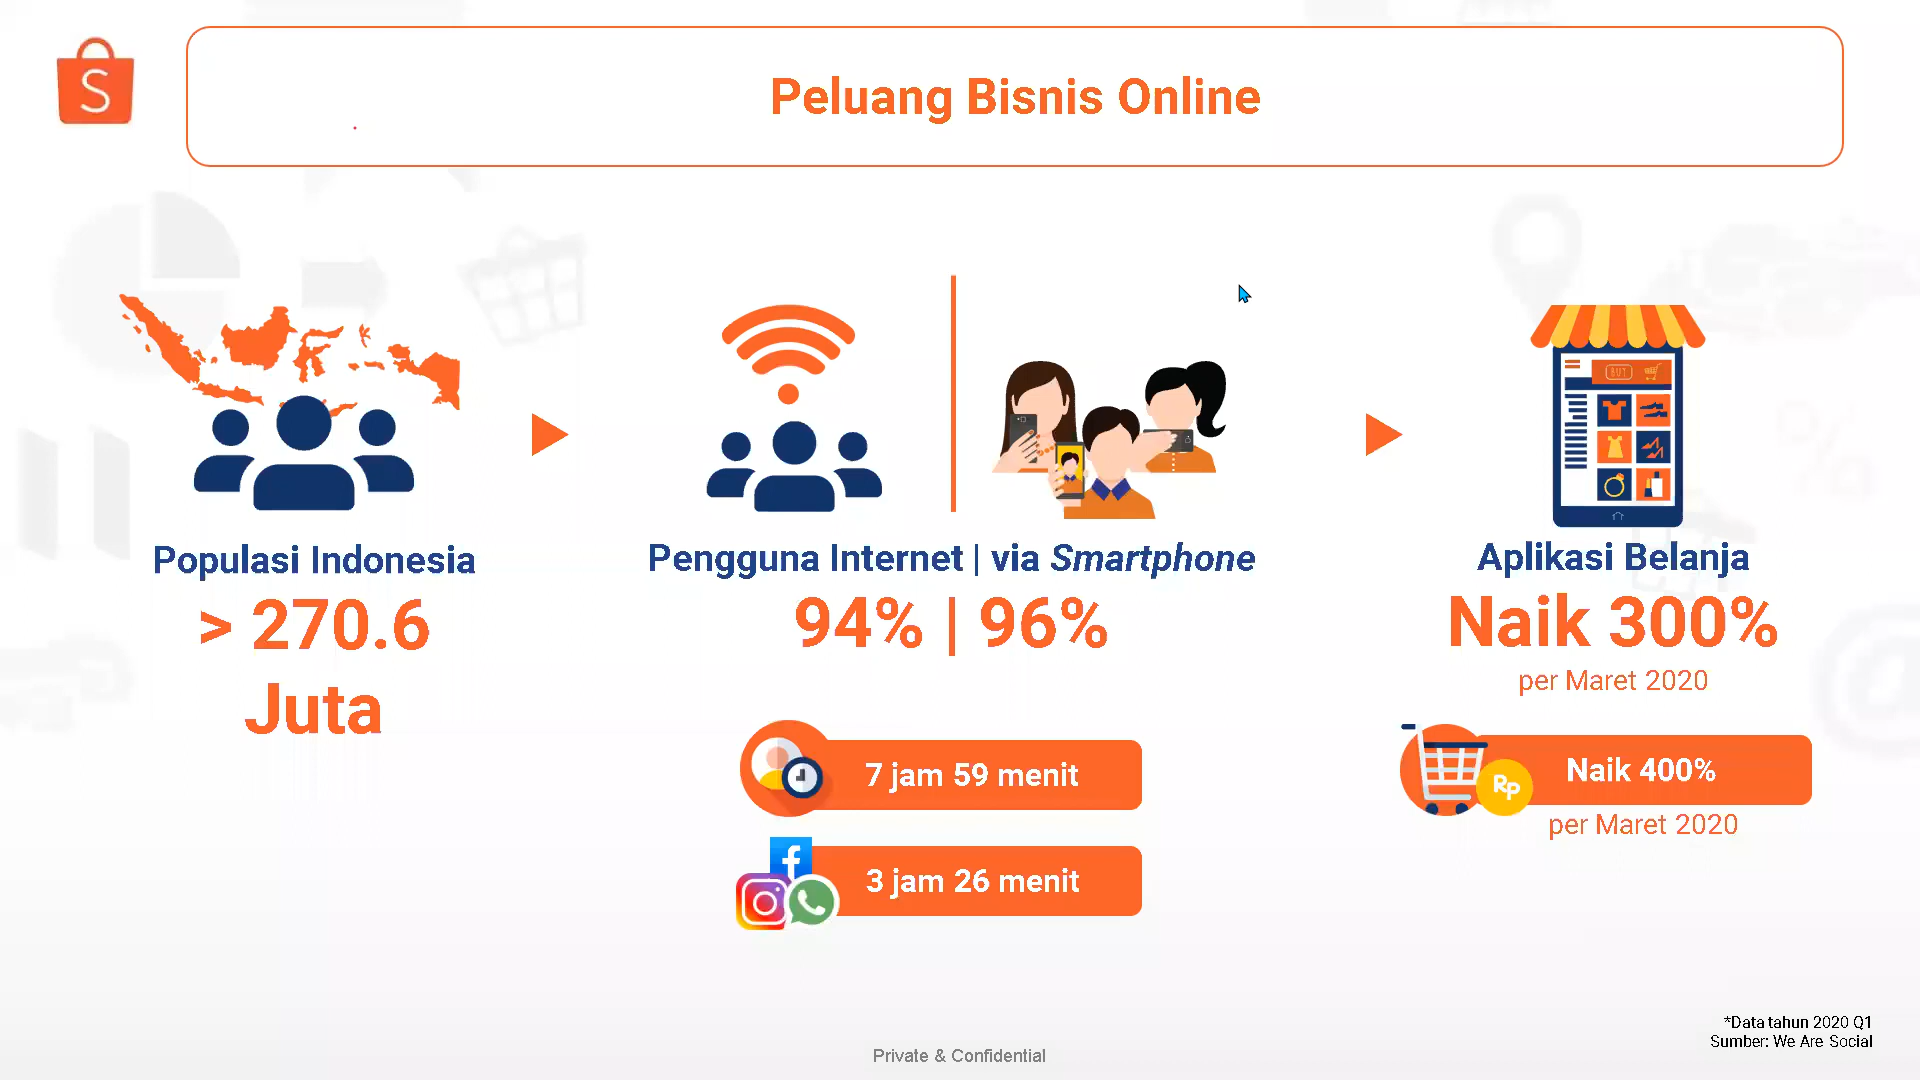 S
Peluang Bisnis Online
BUY
Populasi Indonesia
> 270.6
Juta
Pengguna Internet | via Smartphone
94% | 96%
7 jam 59 menit
3 jam 26 menit
Aplikasi Belanja
Naik 300%
per Maret 2020
Rp
Naik 400%
per Maret 2020
*Data tahun 2020 Q1
Sumber: We Are Social
Private & Confidential